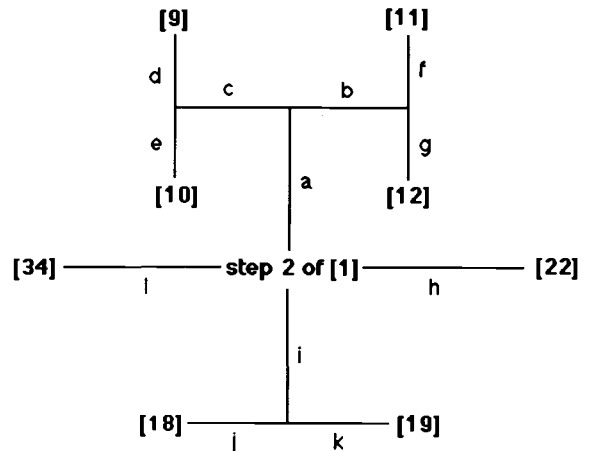 [9] [11]
d f
c b
e g
a
[10] [12]
[34] step 2 of [1] [22]
l h
i
[18] [19]
j k